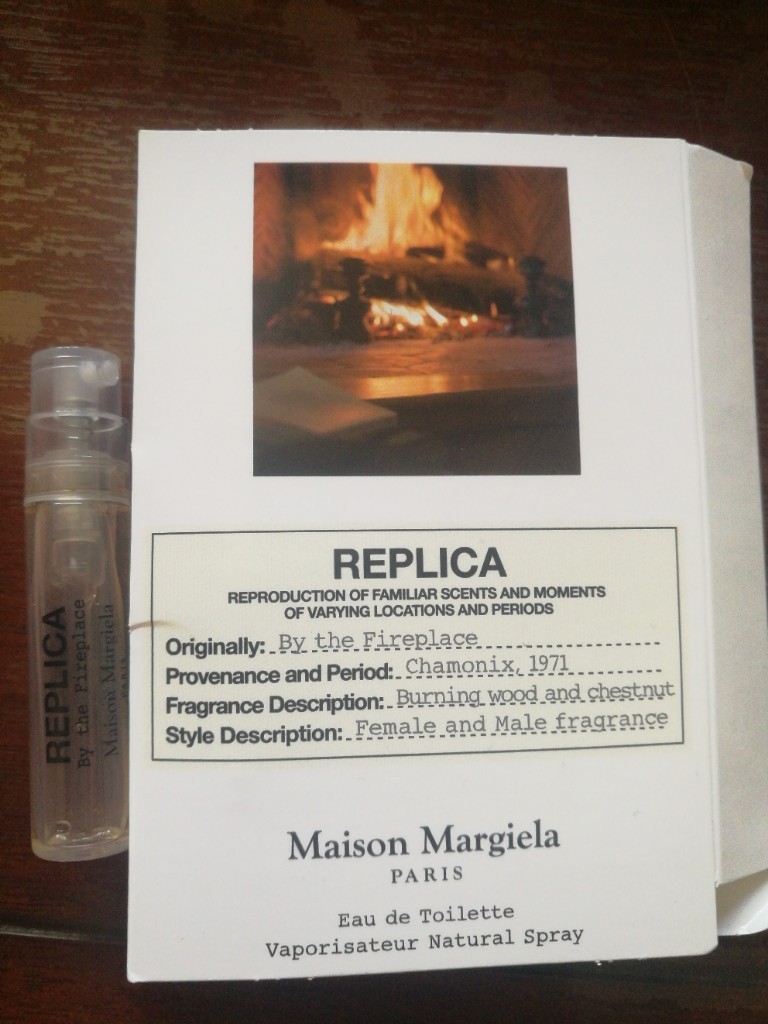 REPLICA
REPRODUCTION OF FAMILIAR SCENTS AND MOMENTS
OF VARYING LOCATIONS AND PERIODS
Originally: By the Fireplace
Provenance and Period: Chamonix, 1971
Fragrance Description: Burning wood and chestnut
Style Description: Female and Male fragrance
Maison Margiela
PARIS
Eau de Toilette
Vaporisateur Natural Spray
REPLICA
By the Fireplace
Maison Margiela
PARIS